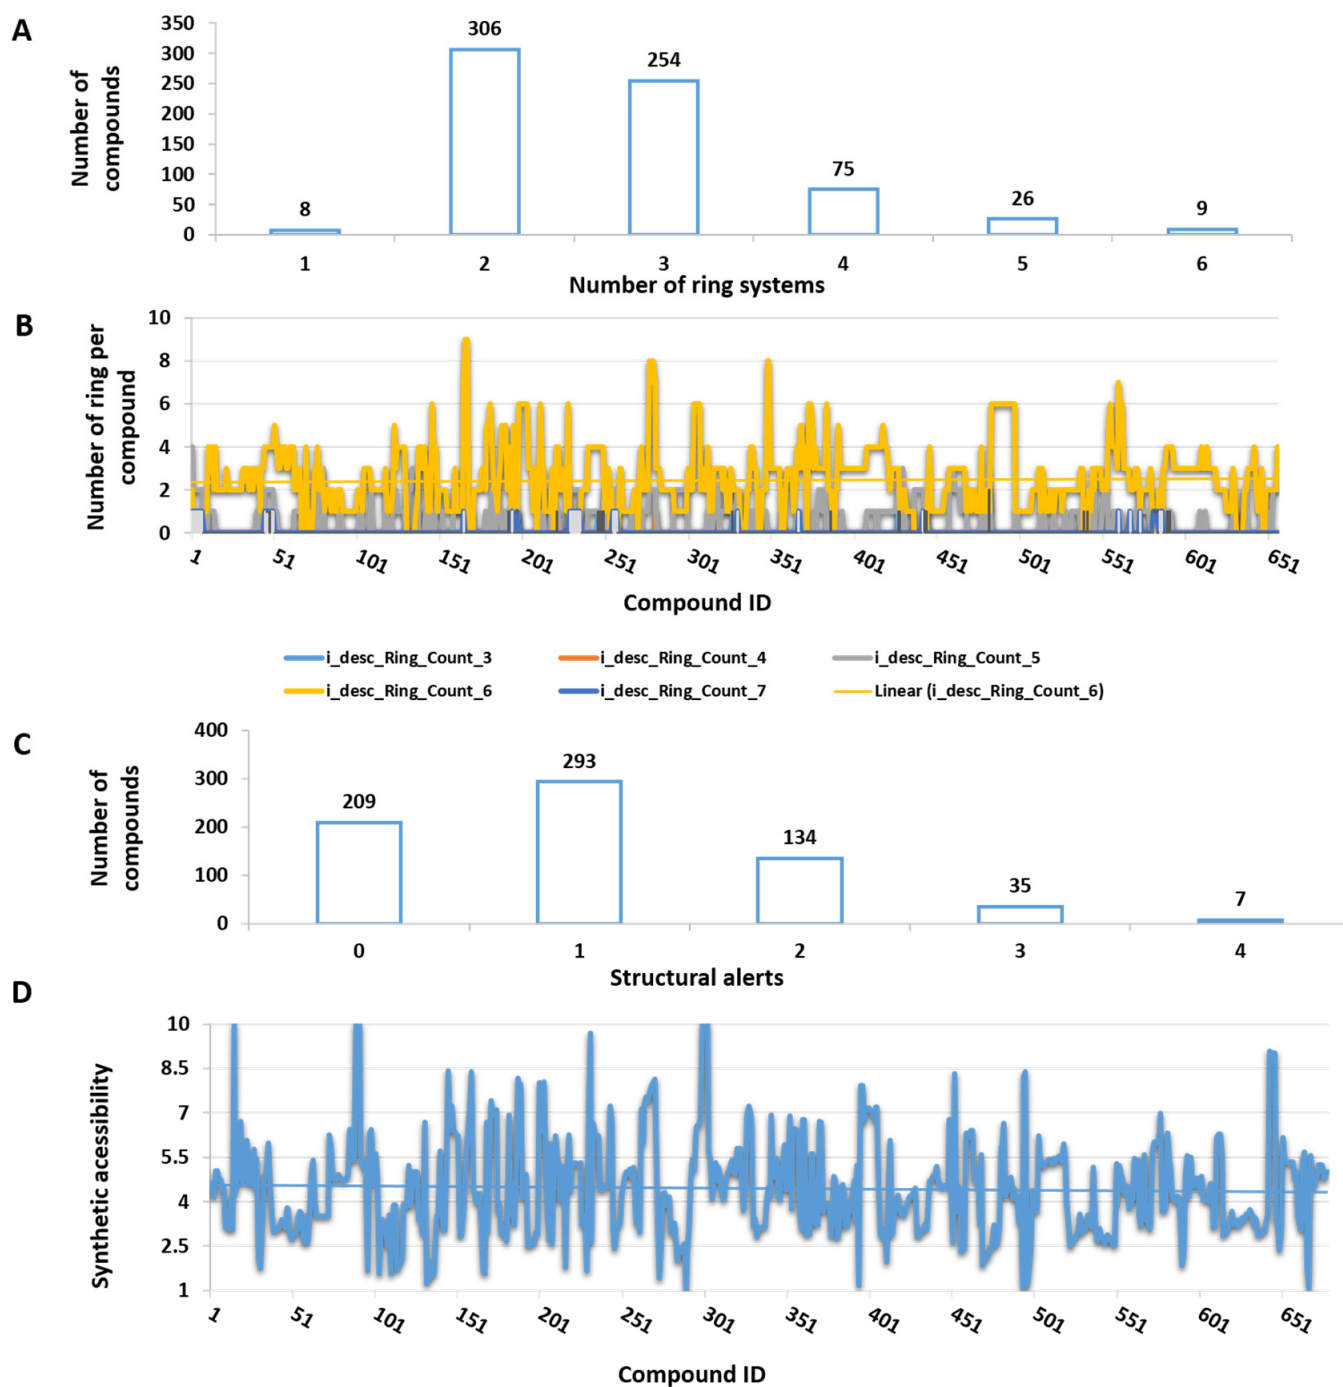 A
Number of
compounds
350
300
250
200
150
100
50
0
8
306
254
75
26
9
1 2 3 4 5 6
Number of ring systems
B
Number of ring per
compound
10
8
6
4
2
0
1 51 101 151 201 251 301 351 401 451 501 551 601 651
Compound ID
i_desc_Ring_Count_3 i_desc_Ring_Count_4 i_desc_Ring_Count_5
i_desc_Ring_Count_6 i_desc_Ring_Count_7 Linear (i_desc_Ring_Count_6)
C
Number of
compounds
400
300
200
100
0
209
293
134
35
7
0 1 2 3 4
Structural alerts
D
Synthetic acessibility
10
8.5
7
5.5
4
2.5
1
1 51 101 151 201 251 301 351 401 451 501 551 601 651
Compound ID